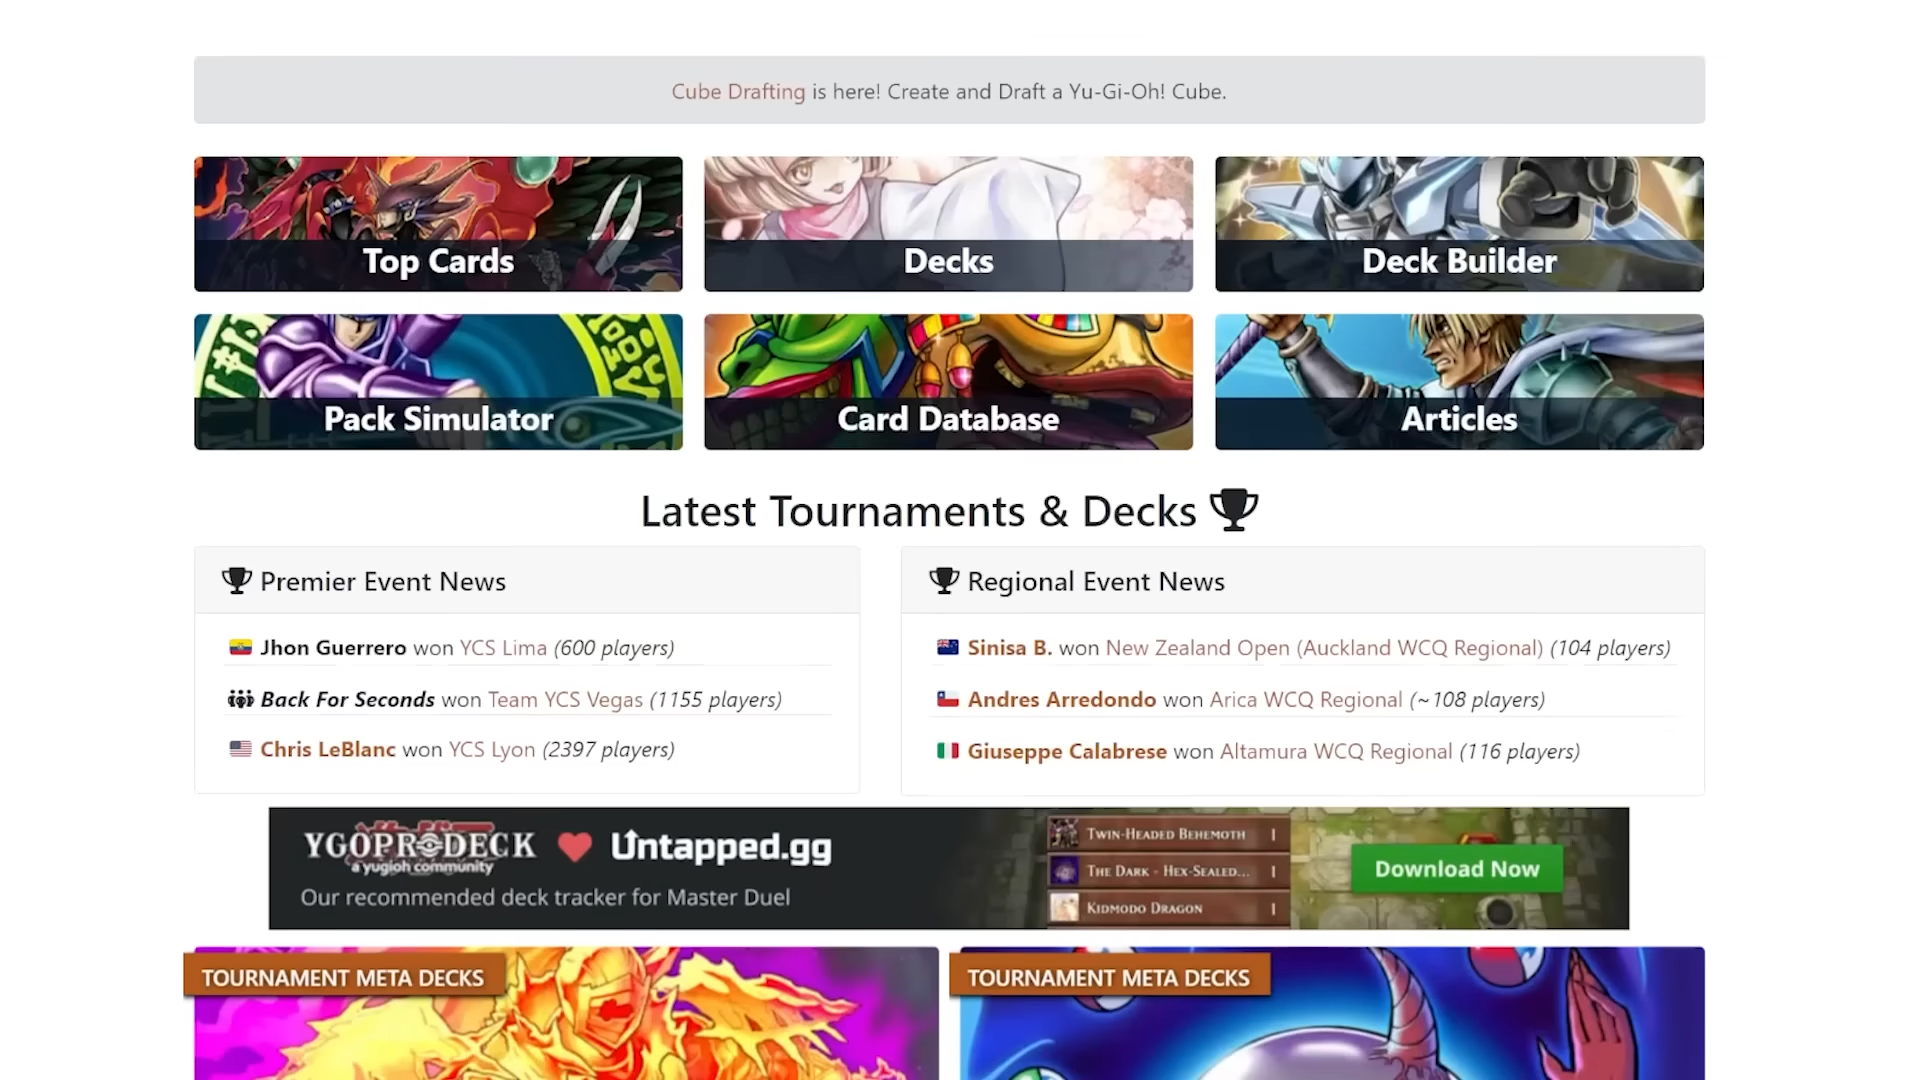 Cube Drafting is here! Create and Draft a Yu-Gi-Oh! Cube.
Top Cards
Decks
Deck Builder
Pack Simulator
Card Database
Articles
Latest Tournaments & Decks
Premier Event News
Jhon Guerrero won YCS Lima (600 players)
Back For Seconds won Team YCS Vegas (1155 players)
Chris LeBlanc won YCS Lyon (2397 players)
Regional Event News
Sinisa B. won New Zealand Open (Auckland WCQ Regional) (104 players)
Andres Arredondo won Arica WCQ Regional (~108 players)
Giuseppe Calabrese won Altamura WCQ Regional (116 players)
YGOPRODECK
a yugioh community
Untapped.gg
Our recommended deck tracker for Master Duel
Twin-Headed Behemoth 1
The Dark - Hex-Sealed... 1
Kidmodo Dragon 1
Download Now
TOURNAMENT META DECKS
TOURNAMENT META DECKS